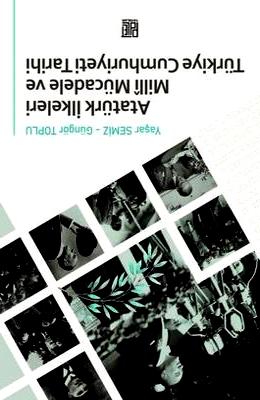 Yaşar SEMİZ - Güngör TOPLU
Atatürk İlkeleri
Millî Mücadele ve
Türkiye Cumhuriyeti Tarihi